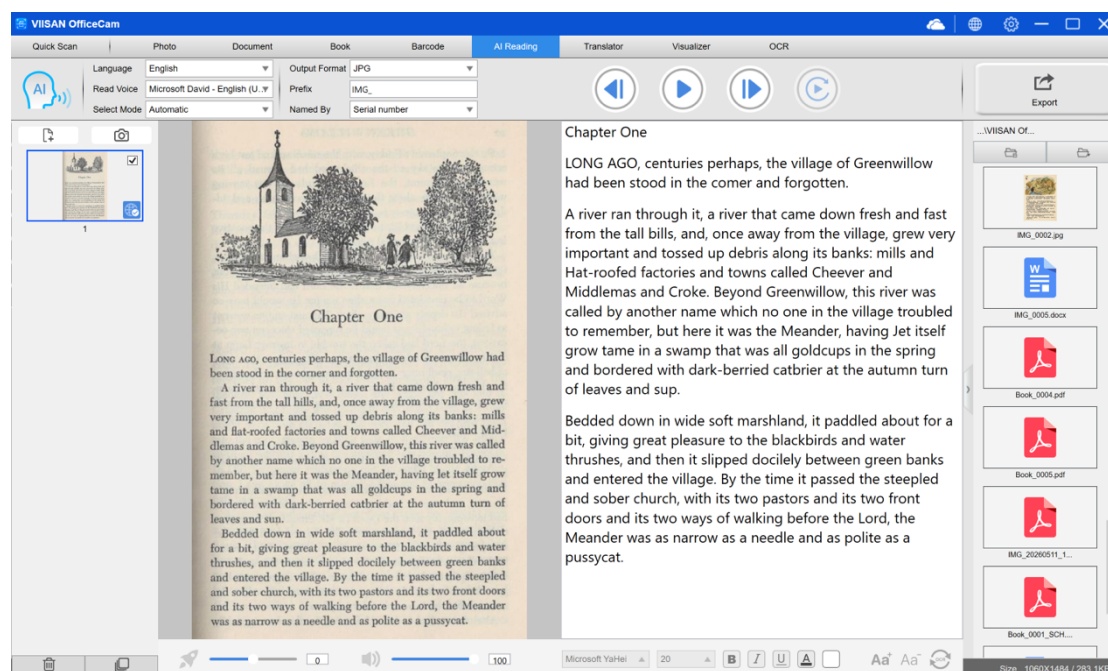 VIISAN OfficeCam
Quick Scan
Photo
Document
Book
Barcode
AI Reading
Translator
Visualizer
OCR
AI
Language
English
Read Voice
Microsoft David - English (U..
Select Mode
Automatic
Output Format
JPG
Prefix
IMG_
Named By
Serial number
Export
1
Chapter One
LONG AGO, centuries perhaps, the village of Greenwillow had
been stood in the corner and forgotten.
A river ran through it, a river that came down fresh and
fast from the tall hills, and, once away from the village, grew
very important and tossed up debris along its banks: mills
and flat-roofed factories and towns called Cheever and Mid-
dlemas and Croke. Beyond Greenwillow, this river was called
by another name which no one in the village troubled to re-
member, but here it was the Meander, having let itself grow
tame in a swamp that was all goldcups in the spring and
bordered with dark-berried catbrier at the autumn turn of
leaves and sun.
Bedded down in wide soft marshland, it paddled about
for a bit, giving great pleasure to the blackbirds and water
thrushes, and then it slipped docilely between green banks
and entered the village. By the time it passed the steepled
and sober church, with its two pastors and its two front doors
and its two ways of walking before the Lord, the Meander
was as narrow as a needle and as polite as a pussycat.
Chapter One
LONG AGO, centuries perhaps, the village of Greenwillow
had been stood in the comer and forgotten.
A river ran through it, a river that came down fresh and fast
from the tall bills, and, once away from the village, grew very
important and tossed up debris along its banks: mills and
Hat-roofed factories and towns called Cheever and
Middlemas and Croke. Beyond Greenwillow, this river was
called by another name which no one in the village troubled
to remember, but here it was the Meander, having Jet itself
grow tame in a swamp that was all goldcups in the spring
and bordered with dark-berried catbrier at the autumn turn
of leaves and sup.
Bedded down in wide soft marshland, it paddled about for a
bit, giving great pleasure to the blackbirds and water
thrushes, and then it slipped docilely between green banks
and entered the village. By the time it passed the steepled
and sober church, with its two pastors and its two front
doors and its two ways of walking before the Lord, the
Meander was as narrow as a needle and as polite as a
pussycat.
...\VIISAN Of...
IMG_0002.jpg
W
IMG_0005.docx
Book_0004.pdf
Book_0005.pdf
IMG_20260511_1...
Book_0001_SCH...
0
100
Microsoft YaHei
20
B
I
U
A
Aa+
Aa-
Size 1060X1484 / 283.1KB